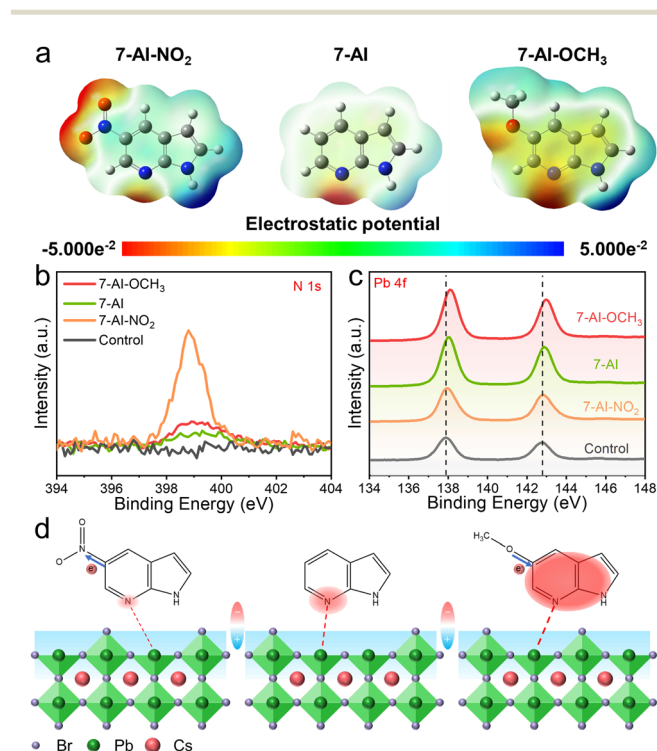 a
7-AI-NO₂ 7-AI 7-AI-OCH₃
Electrostatic potential
-5.000e⁻² 5.000e⁻²
b
7-AI-OCH₃
7-AI
7-AI-NO₂
Control
N 1s
Intensity (a.u.)
394 396 398 400 402 404
Binding Energy (eV)
c
Pb 4f
7-AI-OCH₃
7-AI
7-AI-NO₂
Control
Intensity (a.u.)
134 136 138 140 142 144 146 148
Binding Energy (eV)
d
O
O N
e
N NH
N NH
H₃C O
e
N NH
− +
− +
Br Pb Cs